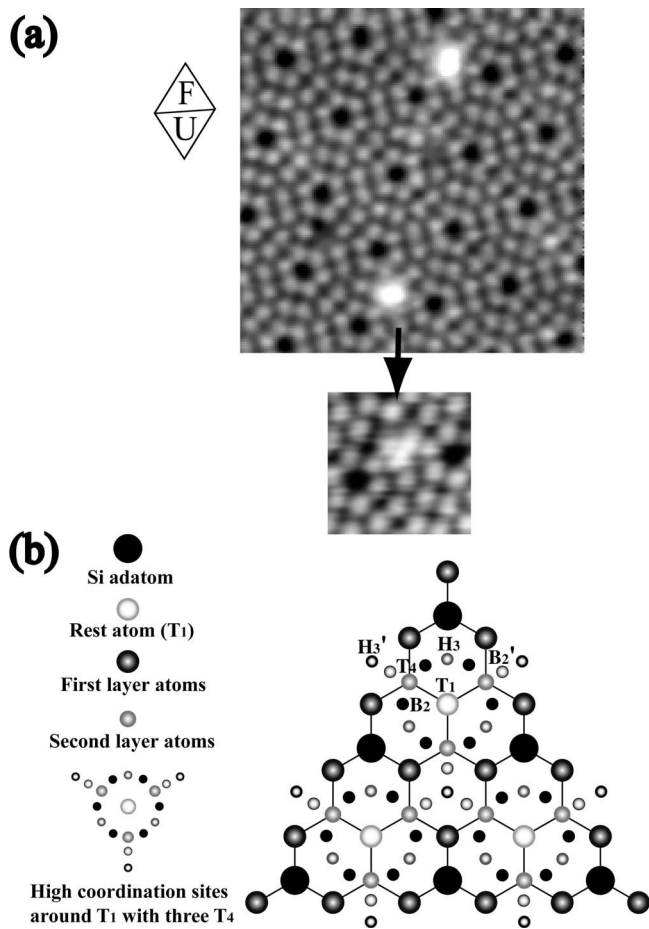 (a)
F
U
(b)
Si adatom
Rest atom (T1)
First layer atoms
Second layer atoms
High coordination sites
around T1 with three T4
H3'
H3
B2'
T4
T1
B2